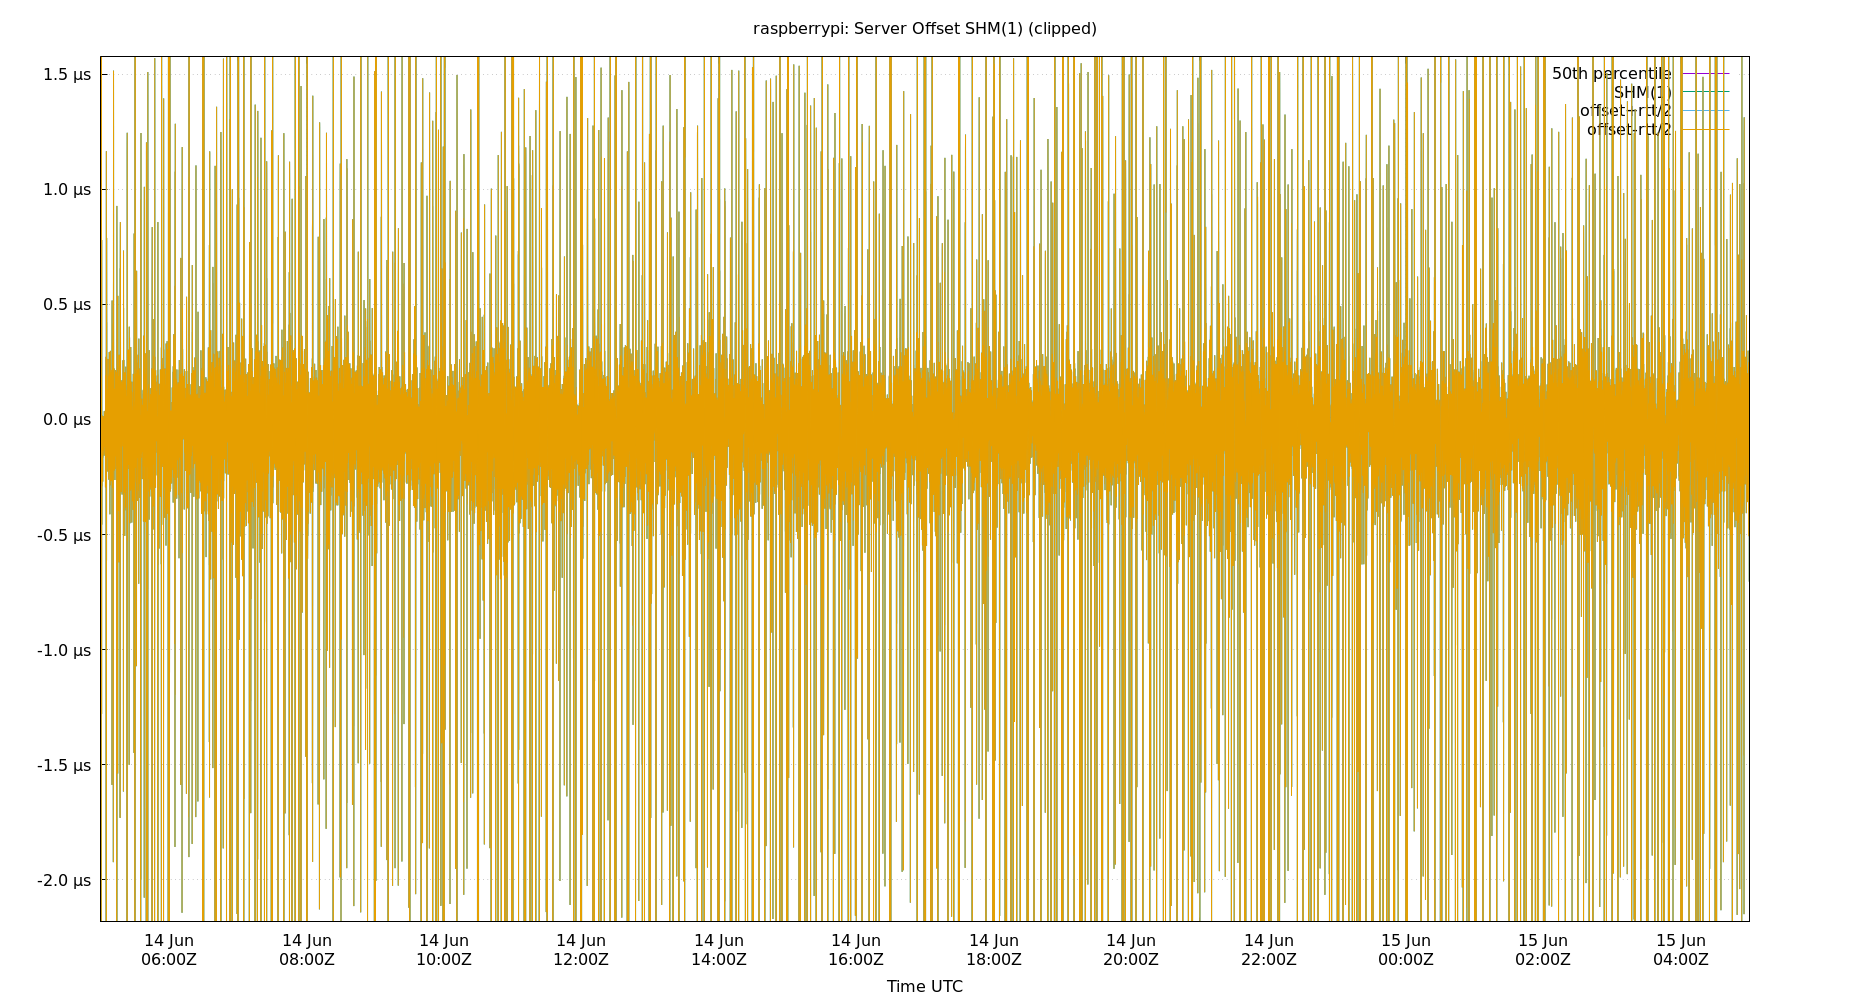 raspberrypi: Server Offset SHM(1) (clipped)
1.5 µs
1.0 µs
0.5 µs
0.0 µs
-0.5 µs
-1.0 µs
-1.5 µs
-2.0 µs
50th percentile
SHM(1)
offset+rtt/2
offset-rtt/2
14 Jun 14 Jun 14 Jun 14 Jun 14 Jun 14 Jun 14 Jun 14 Jun 14 Jun 15 Jun 15 Jun 15 Jun
06:00Z 08:00Z 10:00Z 12:00Z 14:00Z 16:00Z 18:00Z 20:00Z 22:00Z 00:00Z 02:00Z 04:00Z
Time UTC